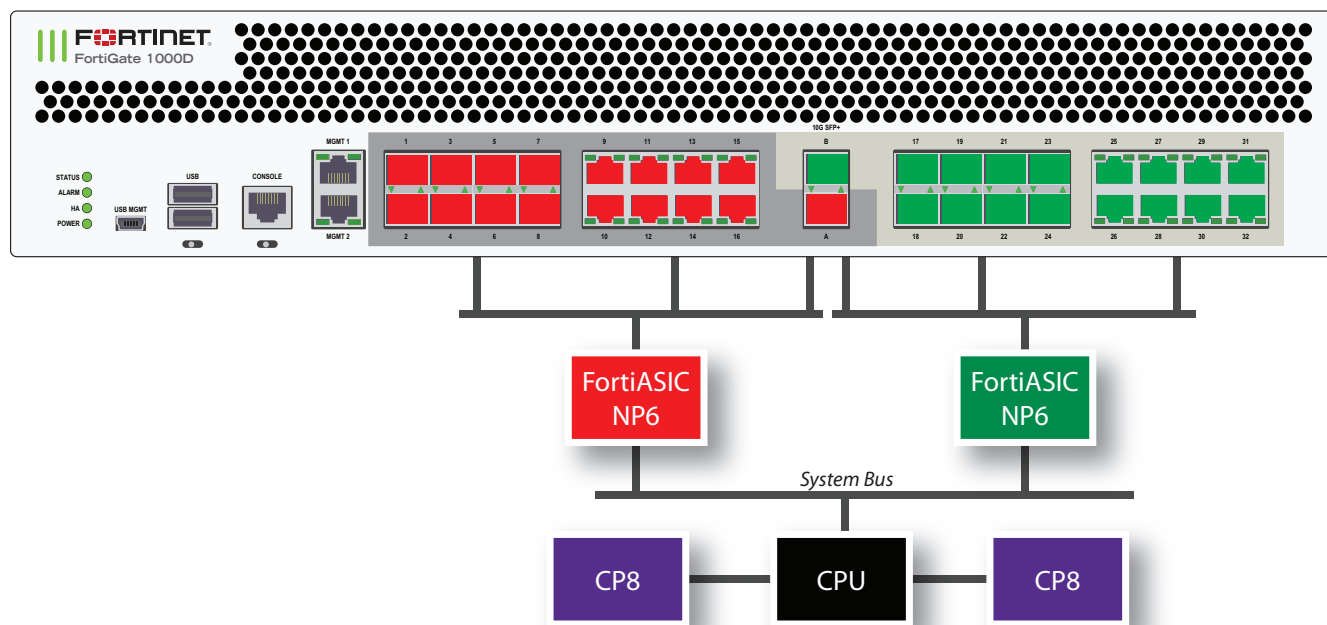 FORTINET
FortiGate 1000D
10G SFP+
MGMT 1 1 3 5 7 9 11 13 15 B 17 19 21 23 25 27 29 31
STATUS
ALARM
HA
POWER
USB MGMT
USB
CONSOLE
MGMT 2 2 4 6 8 10 12 14 16 A 18 20 22 24 26 28 30 32
FortiASIC
NP6
FortiASIC
NP6
System Bus
CP8 CPU CP8